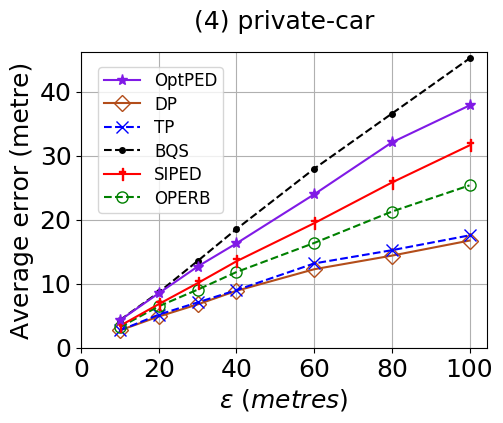 (4) private-car
Average error (metre)
40
30
20
10
0
OptPED
DP
TP
BQS
SIPED
OPERB
0 20 40 60 80 100
ε (metres)